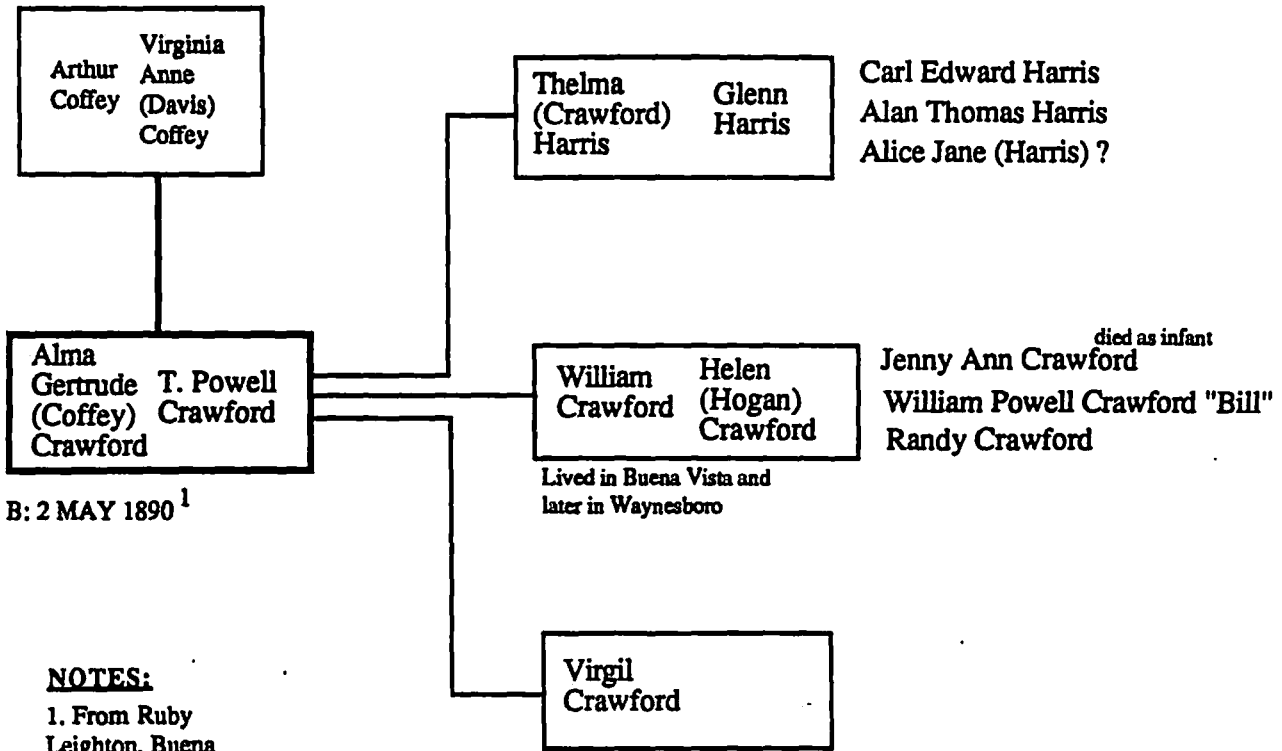 Arthur
Coffey
Virginia
Anne
(Davis)
Coffey
Thelma
(Crawford)
Harris
Glenn
Harris
Carl Edward Harris
Alan Thomas Harris
Alice Jane (Harris) ?
Alma
Gertrude
(Coffey)
Crawford
T. Powell
Crawford
B: 2 MAY 1890 1
William
Crawford
Helen
(Hogan)
Crawford
Lived in Buena Vista and
later in Waynesboro
died as infant
Jenny Ann Crawford
William Powell Crawford "Bill"
Randy Crawford
Virgil
Crawford
NOTES:
1. From Ruby
Leighton, Buena